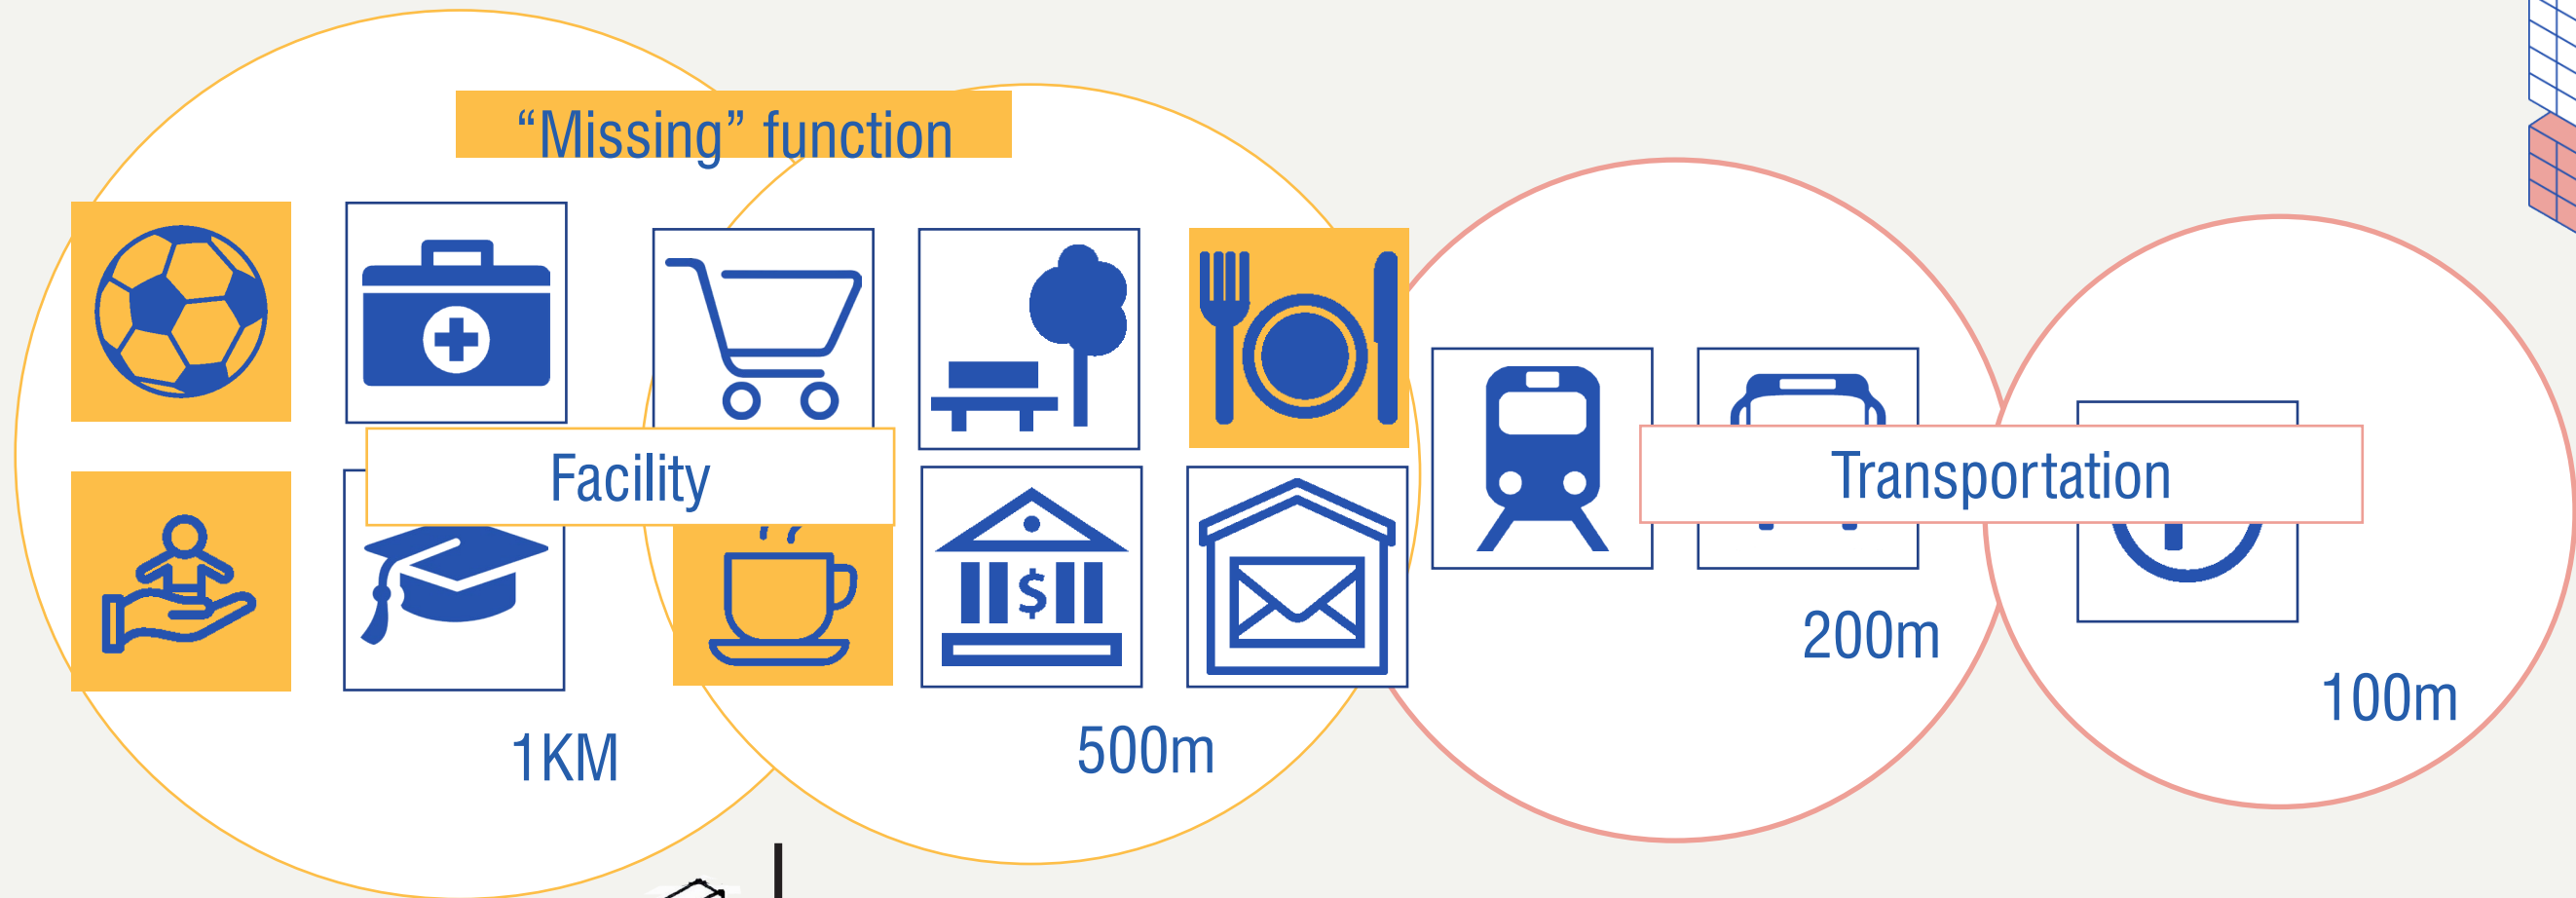 “Missing” function
Facility
Transportation
$
1KM
500m
200m
100m